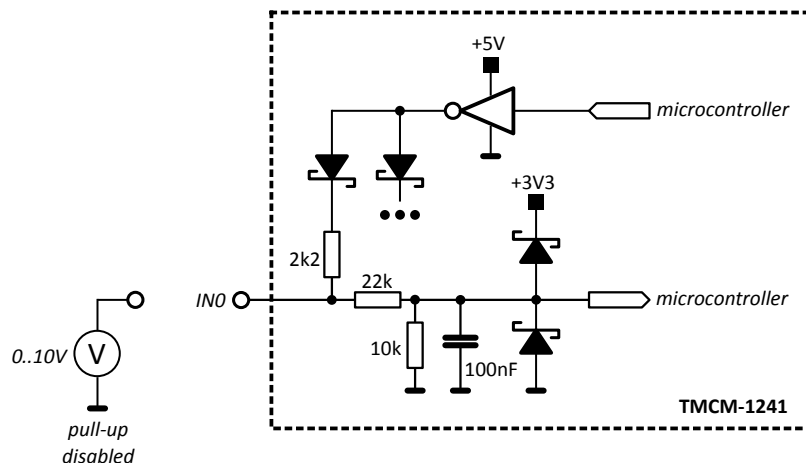 +5V
microcontroller
+3V3
2k2
22k
IN0
microcontroller
0..10V
V
10k
100nF
TMCM-1241
pull-up
disabled